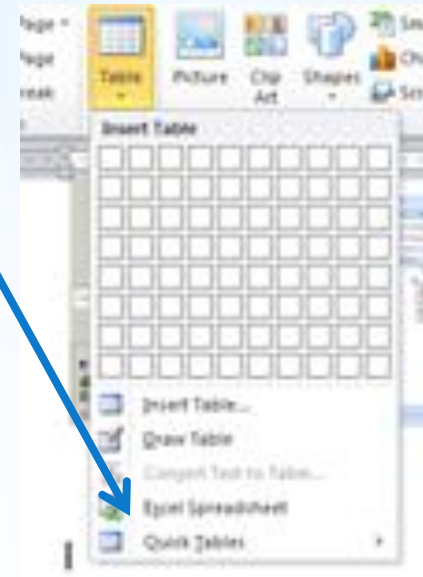 Page
Page
Table
Picture
Clip
Art
Shapes
Insert Table
Insert Table...
Draw Table
Convert Text to Table...
Excel Spreadsheet
Quick Tables